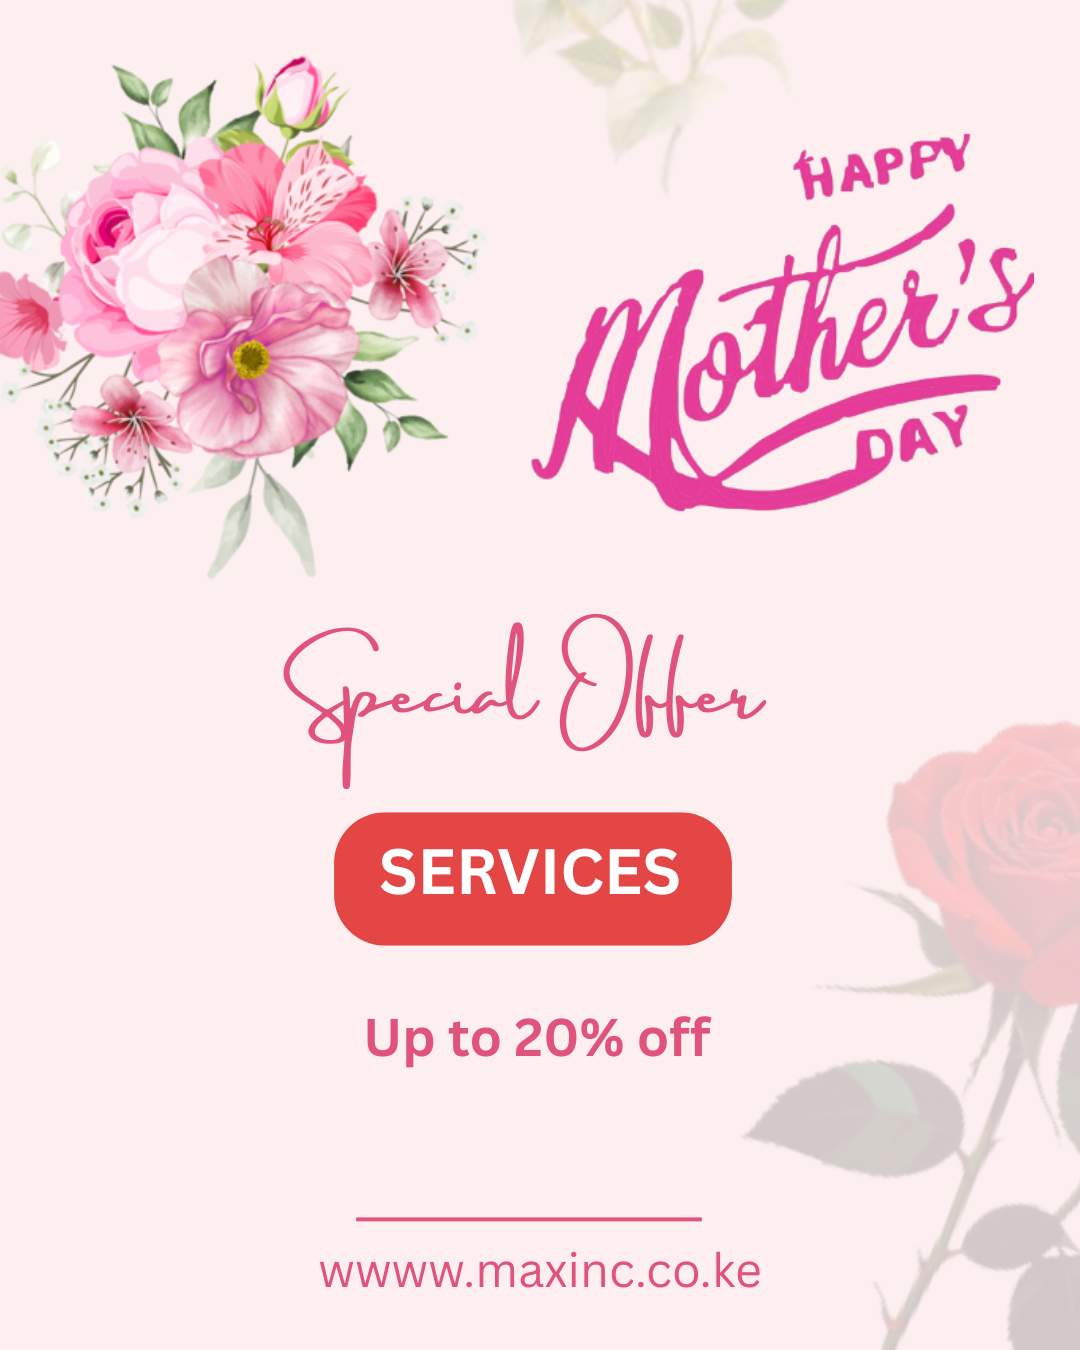 HAPPY
Mother's
DAY
Special Offer
SERVICES
Up to 20% off
wwww.maxinc.co.ke